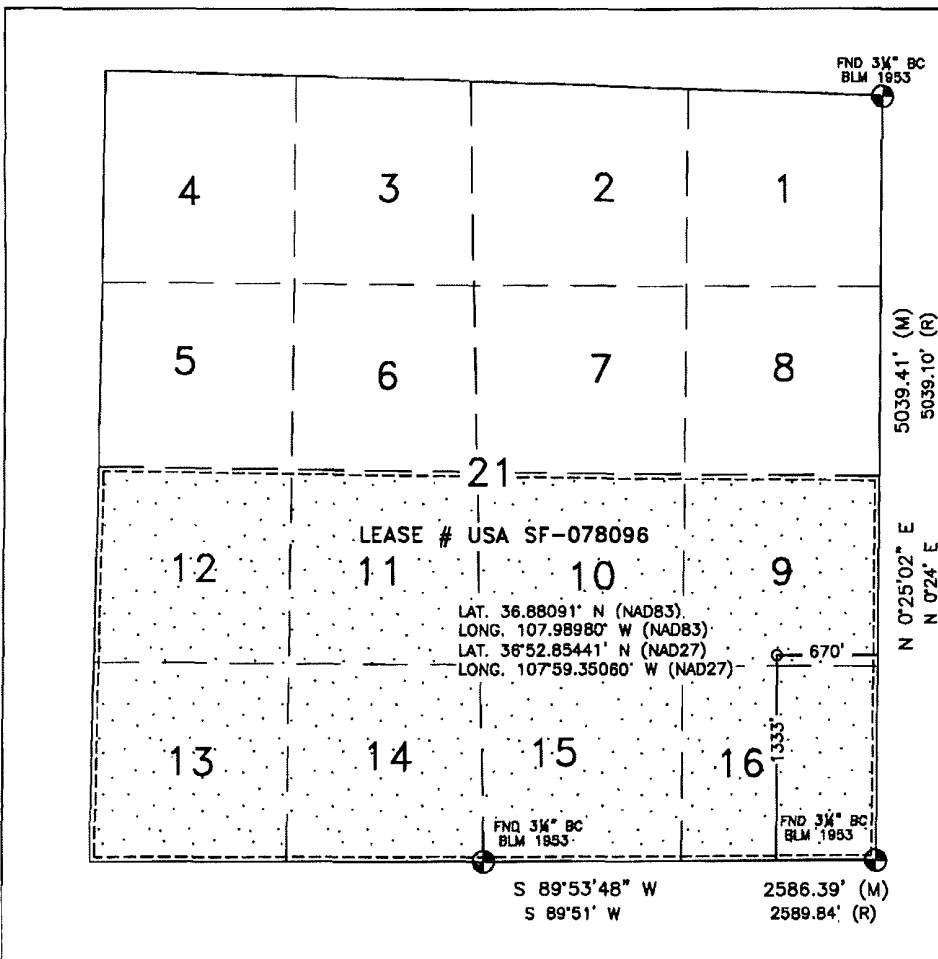 FND 3¼" BC
BLM 1953
4
3
2
1
5
6
7
8
5039.41' (M)
5039.10' (R)
21
LEASE # USA SF-078096
12
11
10
9
N 0°25'02" E
N 0°24' E
LAT. 36.88091° N (NAD83)
LONG. 107.98980° W (NAD83)
LAT. 36°52.85441' N (NAD27)
LONG. 107°59.35060' W (NAD27)
670'
1333'
13
14
15
16
FND 3¼" BC
BLM 1953
FND 3¼" BC
BLM 1953
S 89°53'48" W
2586.39' (M)
S 89°51' W
2589.84' (R)